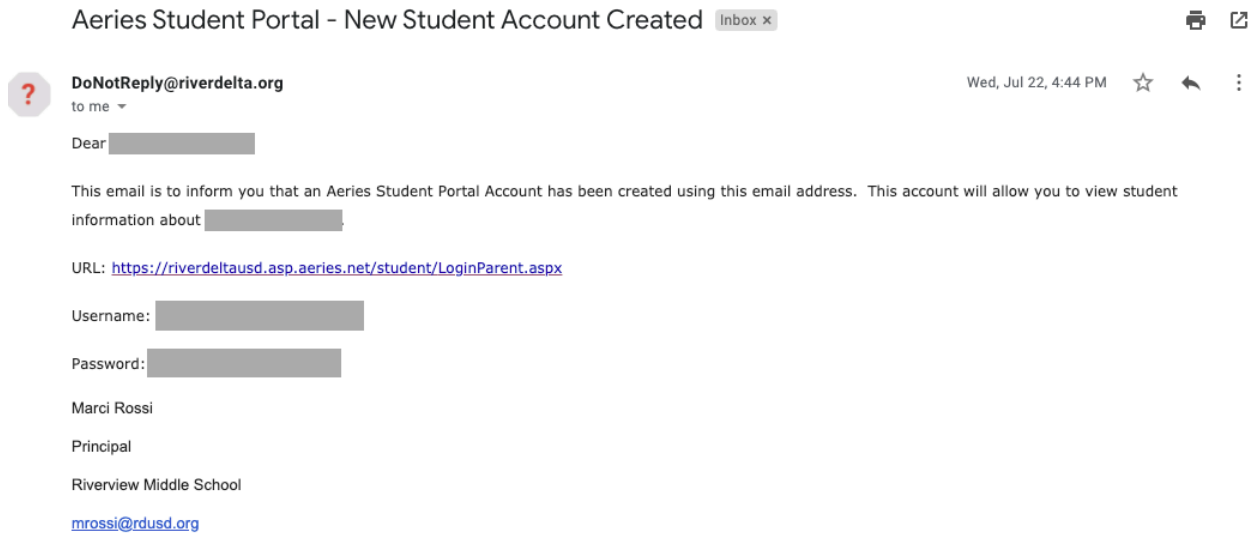 Aeries Student Portal - New Student Account Created Inbox ×
DoNotReply@riverdelta.org Wed, Jul 22, 4:44 PM
?
to me
Dear
This email is to inform you that an Aeries Student Portal Account has been created using this email address. This account will allow you to view student
information about .
URL: https://riverdeltausd.asp.aeries.net/student/LoginParent.aspx
Username:
Password:
Marci Rossi
Principal
Riverview Middle School
mrossi@rdusd.org